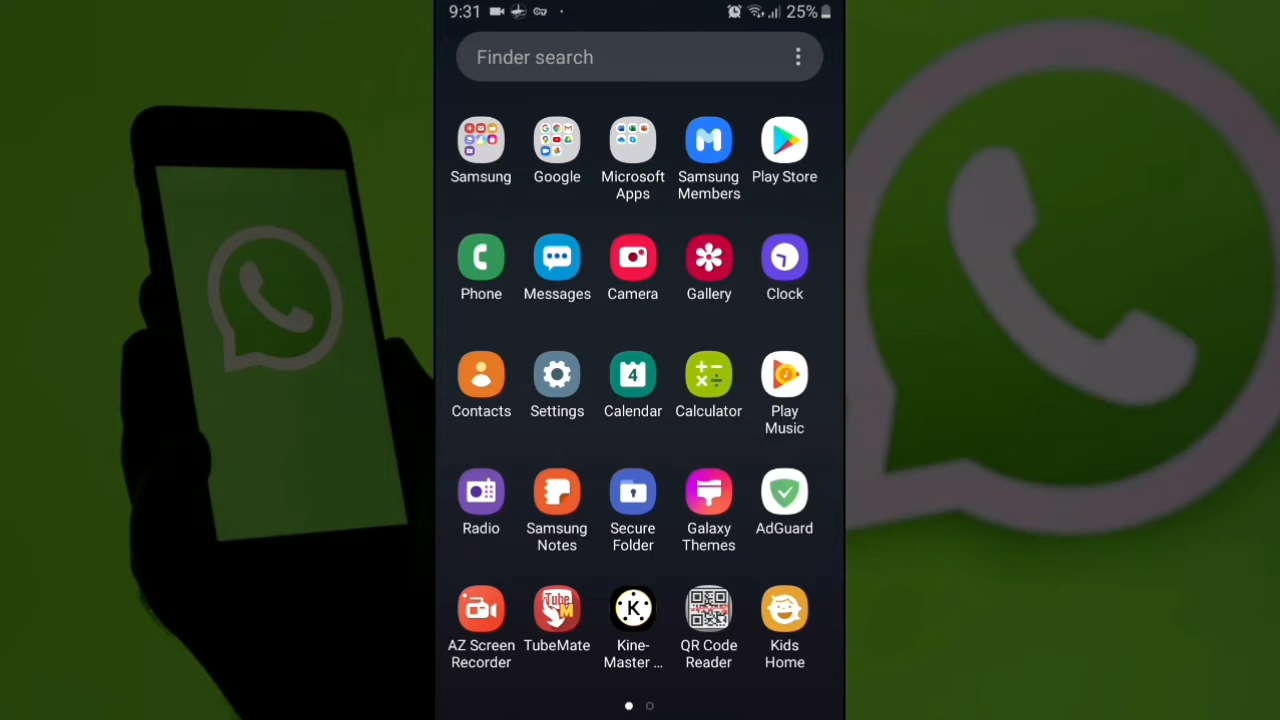 9:31 25%
Finder search
Samsung Google Microsoft Apps Samsung Members Play Store
Phone Messages Camera Gallery Clock
Contacts Settings 4 Calendar Calculator Play Music
Radio Samsung Notes Secure Folder Galaxy Themes AdGuard
Tube M K
AZ Screen Recorder TubeMate Kine-Master ... QR Code Reader Kids Home